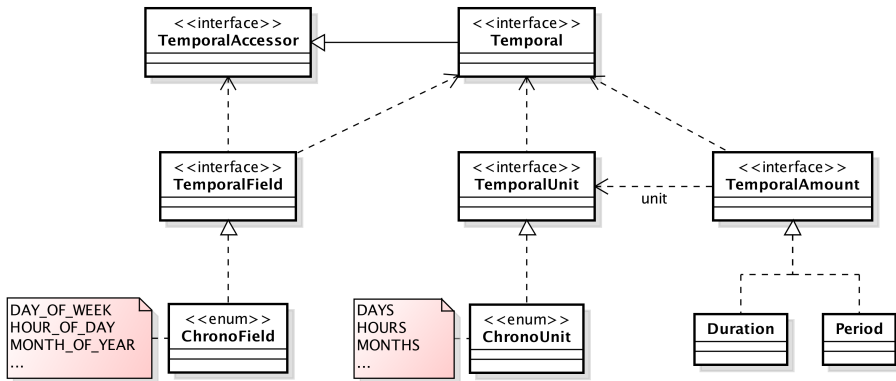 <<interface>>
TemporalAccessor
<<interface>>
Temporal
<<interface>>
TemporalField
<<interface>>
TemporalUnit
unit
<<interface>>
TemporalAmount
DAY_OF_WEEK
HOUR_OF_DAY
MONTH_OF_YEAR
...
<<enum>>
ChronoField
DAYS
HOURS
MONTHS
...
<<enum>>
ChronoUnit
Duration
Period